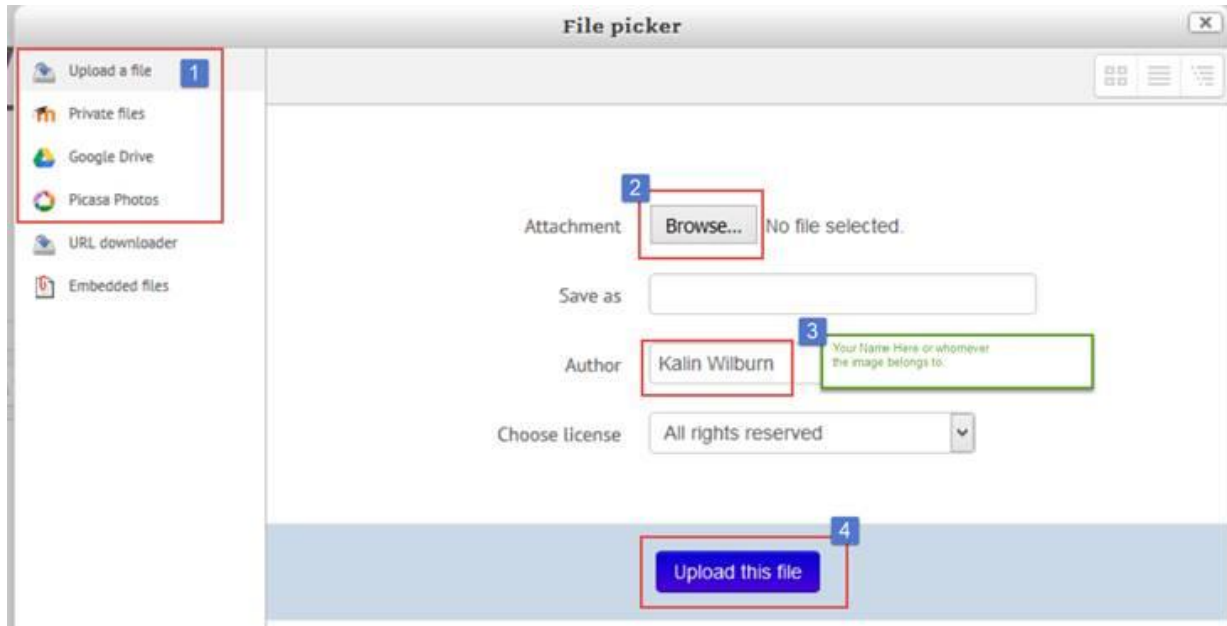 File picker
Upload a file
1
Private files
Google Drive
Picasa Photos
URL downloader
Embedded files
2
Attachment Browse... No file selected.
Save as
3
Author Kalin Wilburn
Your Name Here or whomever
the image belongs to.
Choose license All rights reserved
4
Upload this file